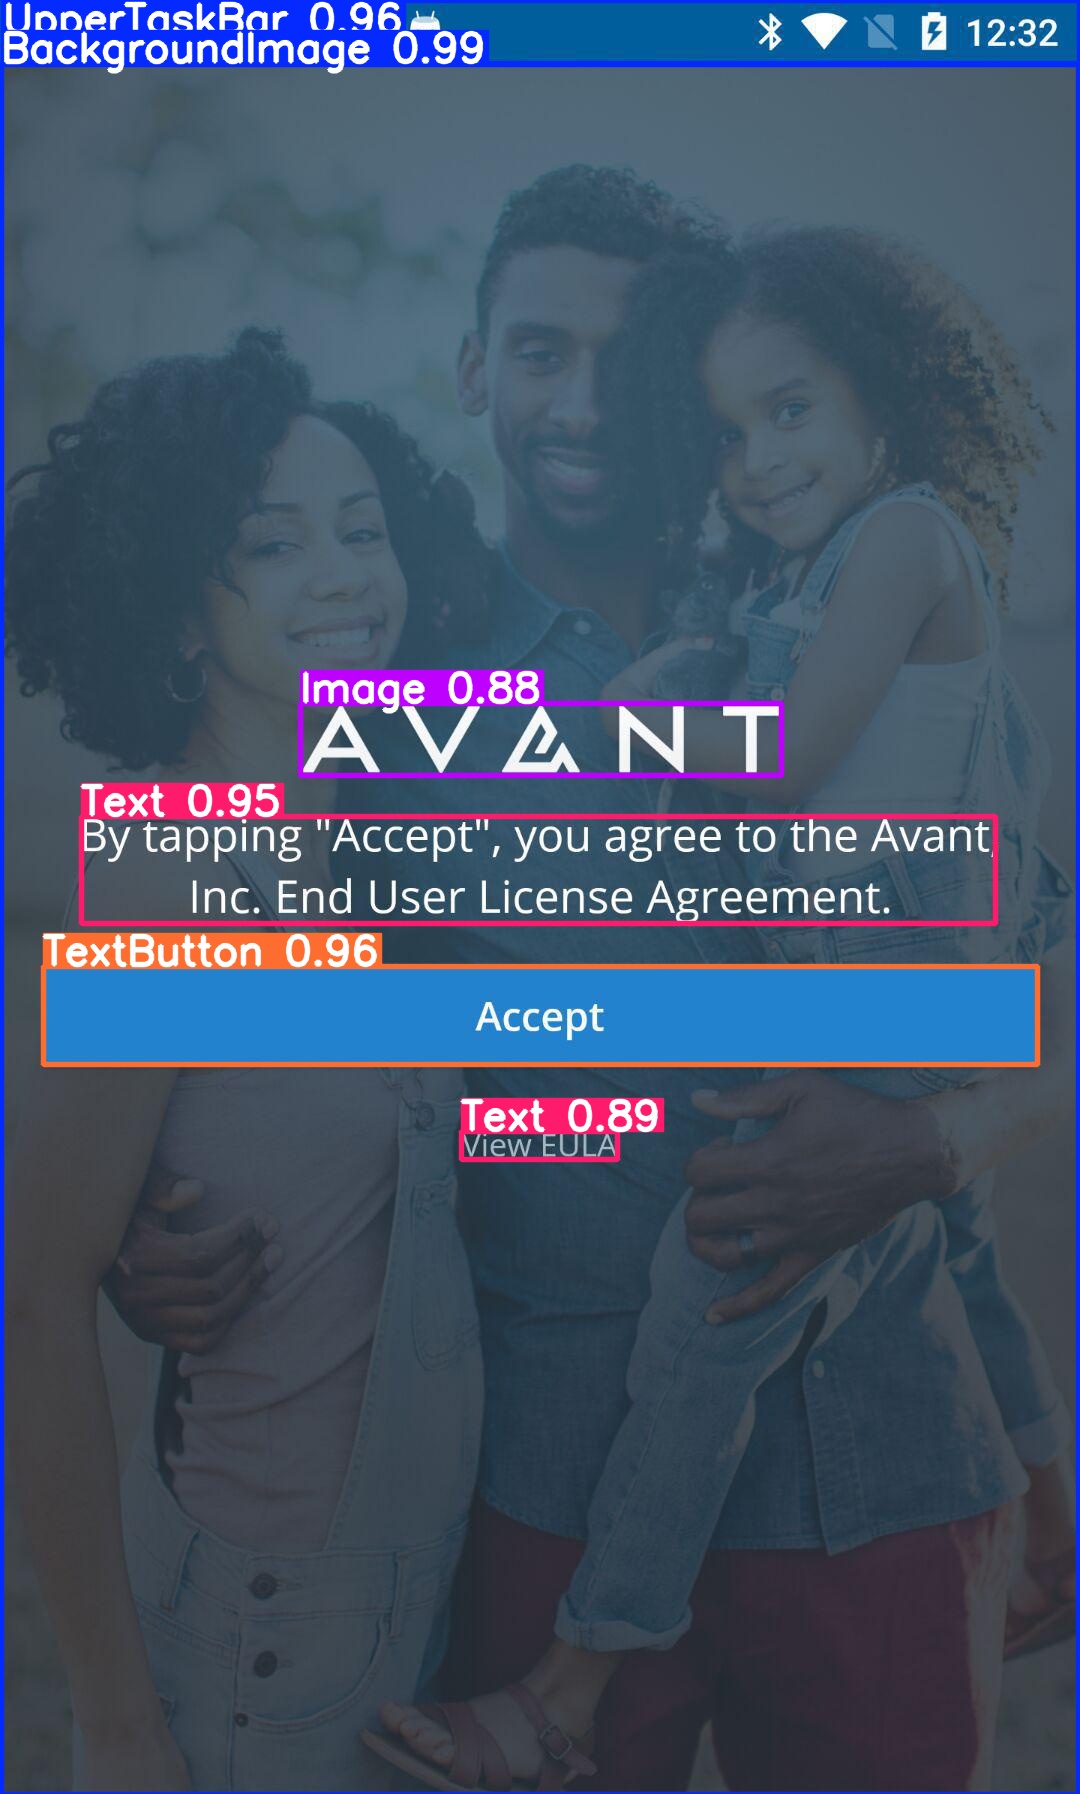 UpperTaskBar 0.96
12:32
BackgroundImage 0.99
Image 0.88
AVANT
Text 0.95
By tapping "Accept", you agree to the Avant,
Inc. End User License Agreement.
TextButton 0.96
Accept
Text 0.89
View EULA